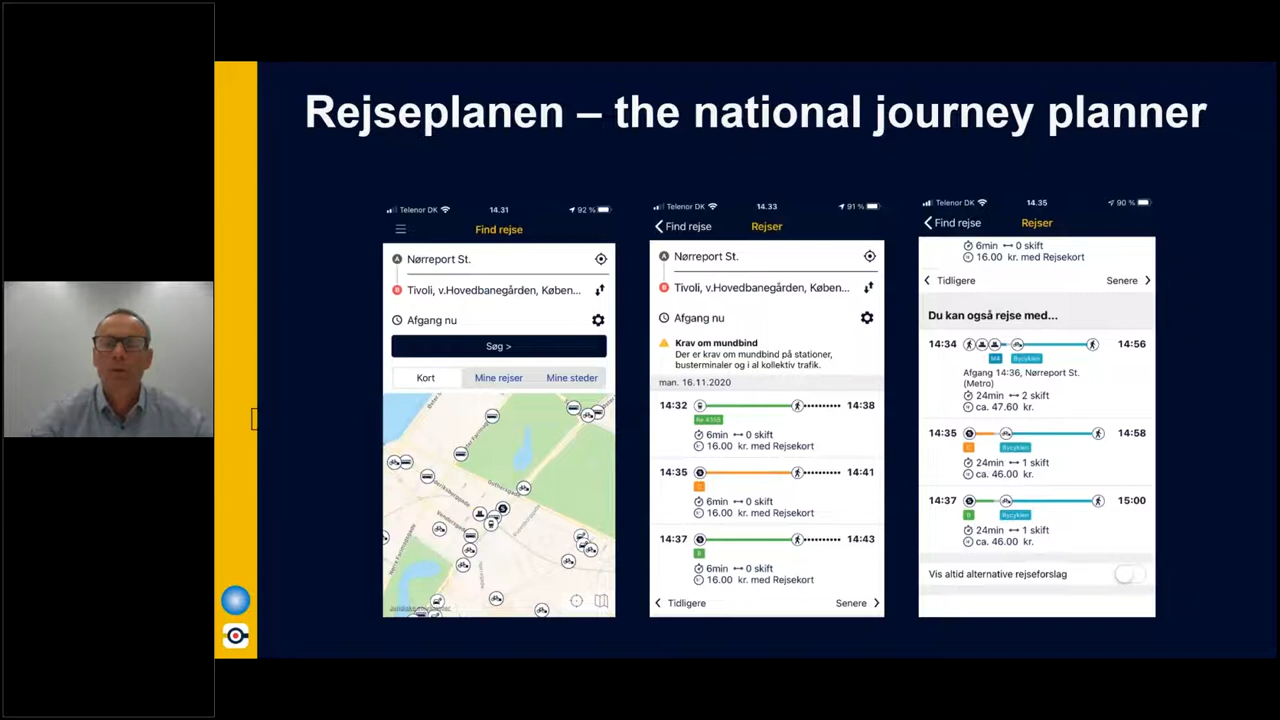 Rejseplanen – the national journey planner
Telenor DK 14.31 92 %
Find rejse
Nørreport St.
Tivoli, v.Hovedbanegården, Køben...
Afgang nu
Søg >
Kort Mine rejser Mine steder
Telenor DK 14.33 91 %
Find rejse Rejser
Nørreport St.
Tivoli, v.Hovedbanegården, Køben...
Afgang nu
Krav om mundbind
Der er krav om mundbind på stationer,
busterminaler og i al kollektiv trafik.
man. 16.11.2020
14:32 14:38
6min 0 skift
16.00 kr. med Rejsekort
14:35 14:41
C
6min 0 skift
16.00 kr. med Rejsekort
14:37 14:43
B
6min 0 skift
16.00 kr. med Rejsekort
Tidligere Senere
Telenor DK 14.35 90 %
Find rejse Rejser
6min 0 skift
16.00 kr. med Rejsekort
Tidligere Senere
Du kan også rejse med...
14:34 14:56
M4 Bycyklen
Afgang 14:36, Nørreport St.
(Metro)
24min 2 skift
ca. 47.60 kr.
14:35 14:58
C Bycyklen
24min 1 skift
ca. 46.00 kr.
14:37 15:00
B Bycyklen
24min 1 skift
ca. 46.00 kr.
Vis altid alternative rejseforslag